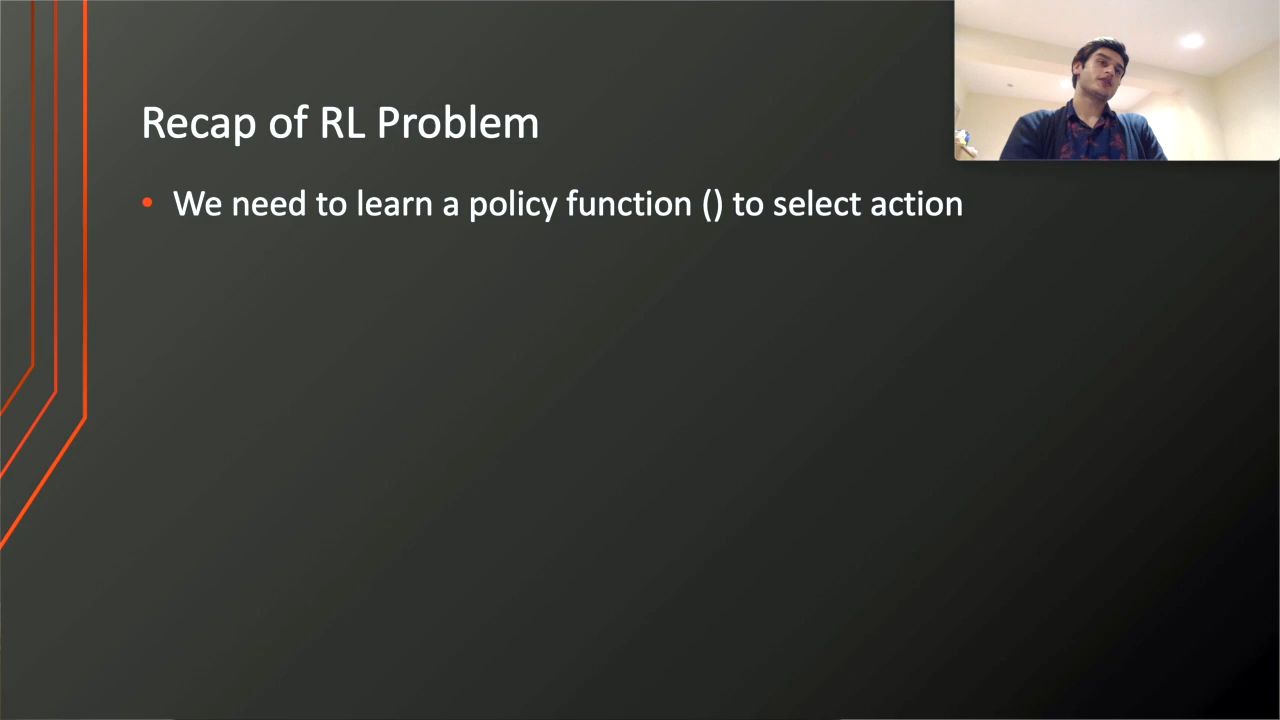 Recap of RL Problem
• We need to learn a policy function () to select action